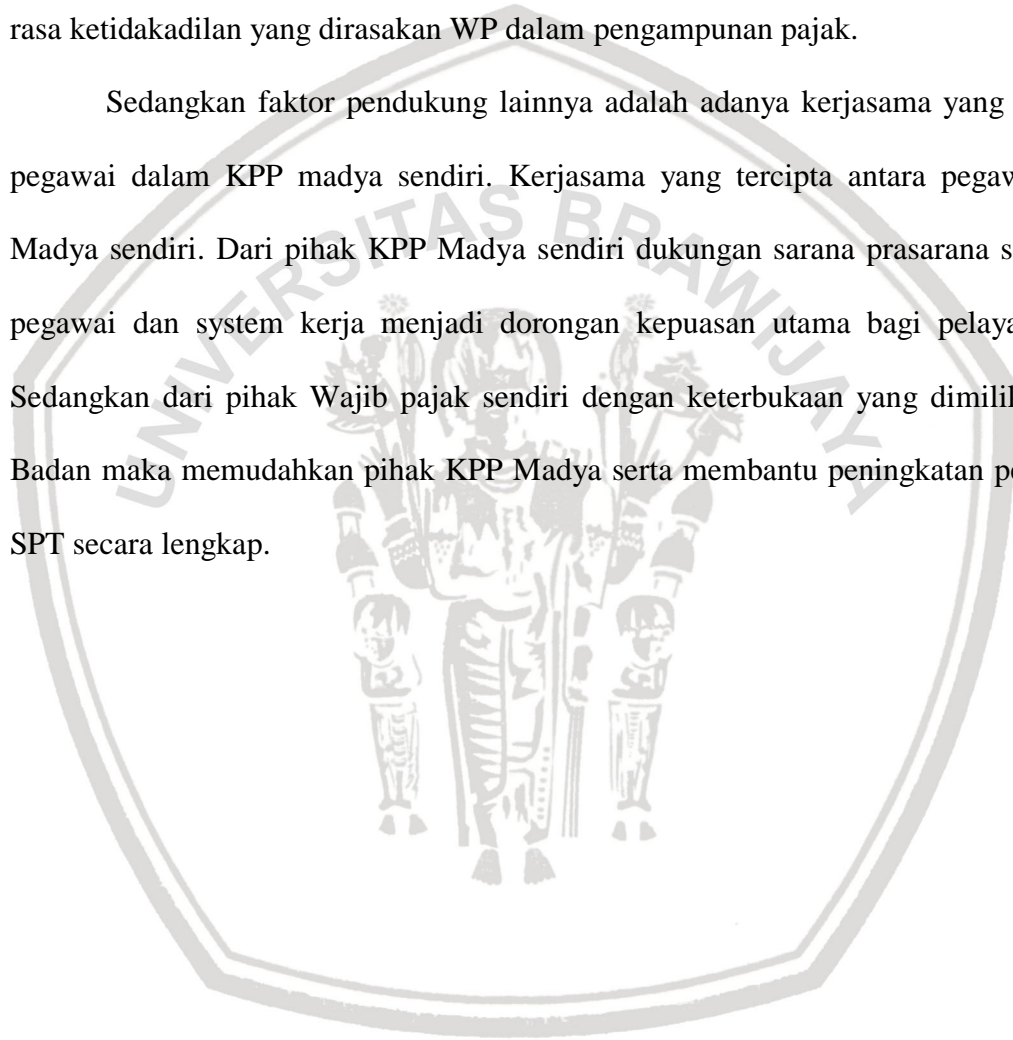 rasa ketidakadilan yang dirasakan WP dalam pengampunan pajak.
Sedangkan faktor pendukung lainnya adalah adanya kerjasama yang
pegawai dalam KPP madya sendiri. Kerjasama yang tercipta antara
Madya sendiri. Dari pihak KPP Madya sendiri dukungan sarana prasarana
pegawai dan system kerja menjadi dorongan kepuasan utama bagi
Sedangkan dari pihak Wajib pajak sendiri dengan keterbukaan yang
Badan maka memudahkan pihak KPP Madya serta membantu peningkatan
SPT secara lengkap.
UNIVERSITAS BRAWIJAYA